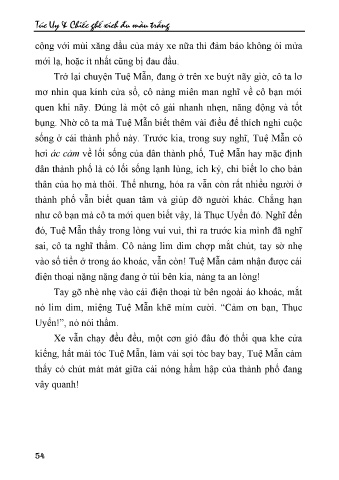 Túc Uy & Chiếc ghế xích đu màu trắng
cộng với mùi xăng dầu của máy xe nữa thì đảm bảo không ói mửa
mới lạ, hoặc ít nhất cũng bị đau đầu.
Trở lại chuyện Tuệ Mẫn, đang ở trên xe buýt nãy giờ, cô ta lơ
mơ nhìn qua kính cửa sổ, cô nàng miên man nghĩ về cô bạn mới
quen khi nãy. Đúng là một cô gái nhanh nhẹn, năng động và tốt
bụng. Nhờ cô ta mà Tuệ Mẫn biết thêm vài điều để thích nghi cuộc
sống ở cái thành phố này. Trước kia, trong suy nghĩ, Tuệ Mẫn có
hơi ác cảm về lối sống của dân thành phố, Tuệ Mẫn hay mặc định
dân thành phố là có lối sống lạnh lùng, ích kỷ, chỉ biết lo cho bản
thân của họ mà thôi. Thế nhưng, hóa ra vẫn còn rất nhiều người ở
thành phố vẫn biết quan tâm và giúp đỡ người khác. Chẳng hạn
như cô bạn mà cô ta mới quen biết vậy, là Thục Uyển đó. Nghĩ đến
đó, Tuệ Mẫn thấy trong lòng vui vui, thì ra trước kia mình đã nghĩ
sai, cô ta nghĩ thầm. Cô nàng lim dim chợp mắt chút, tay sờ nhẹ
vào số tiền ở trong áo khoác, vẫn còn! Tuệ Mẫn cảm nhận được cái
điện thoại nặng nặng đang ở túi bên kia, nàng ta an lòng!
Tay gõ nhè nhẹ vào cái điện thoại từ bên ngoài áo khoác, mắt
nó lim dim, miệng Tuệ Mẫn khẽ mỉm cười. “Cảm ơn bạn, Thục
Uyển!”, nó nói thầm.
Xe vẫn chạy đều đều, một cơn gió đâu đó thổi qua khe cửa
kiếng, hất mái tóc Tuệ Mẫn, làm vài sợi tóc bay bay, Tuệ Mẫn cảm
thấy có chút mát mát giữa cái nóng hầm hập của thành phố đang
vây quanh!
54